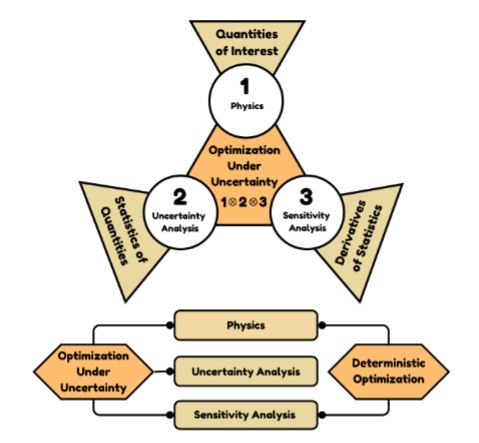 Quantities
of Interest
1
Physics
Optimization
Under
Uncertainty
1⊗2⊗3
2
Uncertainty
Analysis
3
Sensitivity
Analysis
Statistics of
Quantities
Derivatives
of Statistics
Physics
Optimization
Under
Uncertainty
Uncertainty Analysis
Deterministic
Optimization
Sensitivity Analysis